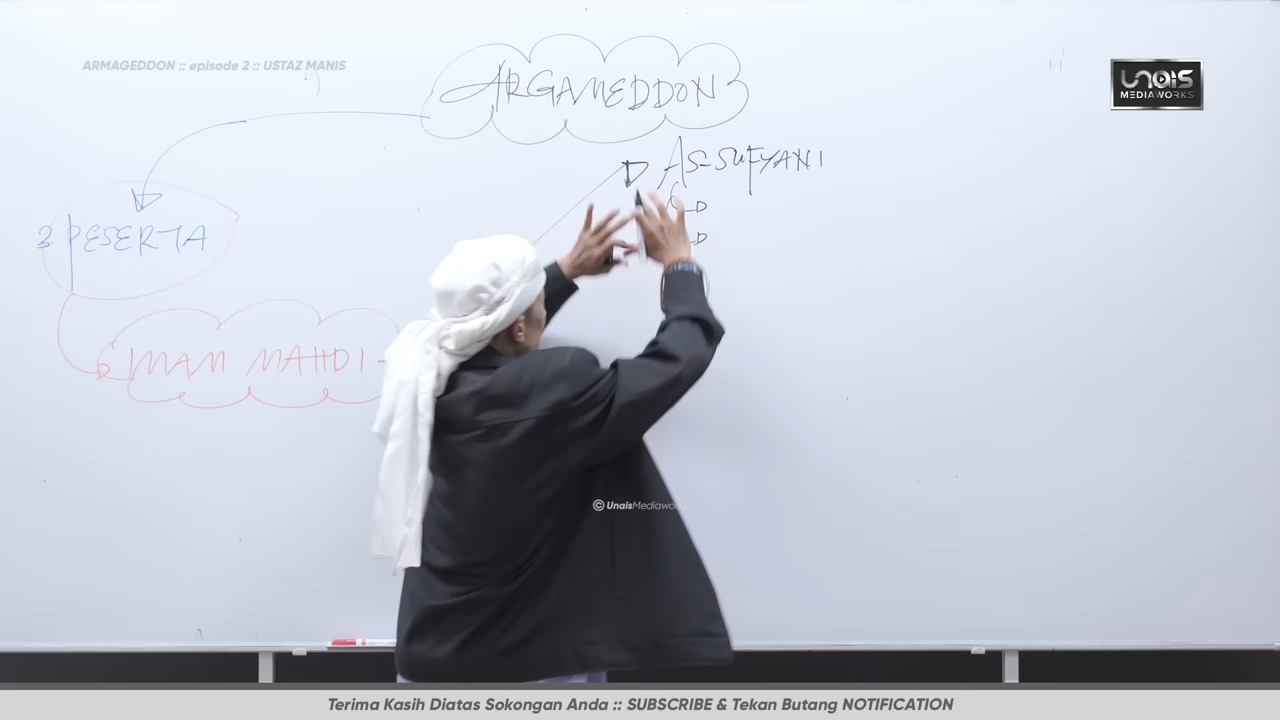 ARMAGEDDON :: episode 2 :: USTAZ MANIS
UNAIS
MEDIAWORKS
ARGAMEDDON
AS-SUFYANI
3 PESERTA
IMAM MAHDI
© UnaisMediawor
Terima Kasih Diatas Sokongan Anda :: SUBSCRIBE & Tekan Butang NOTIFICATION